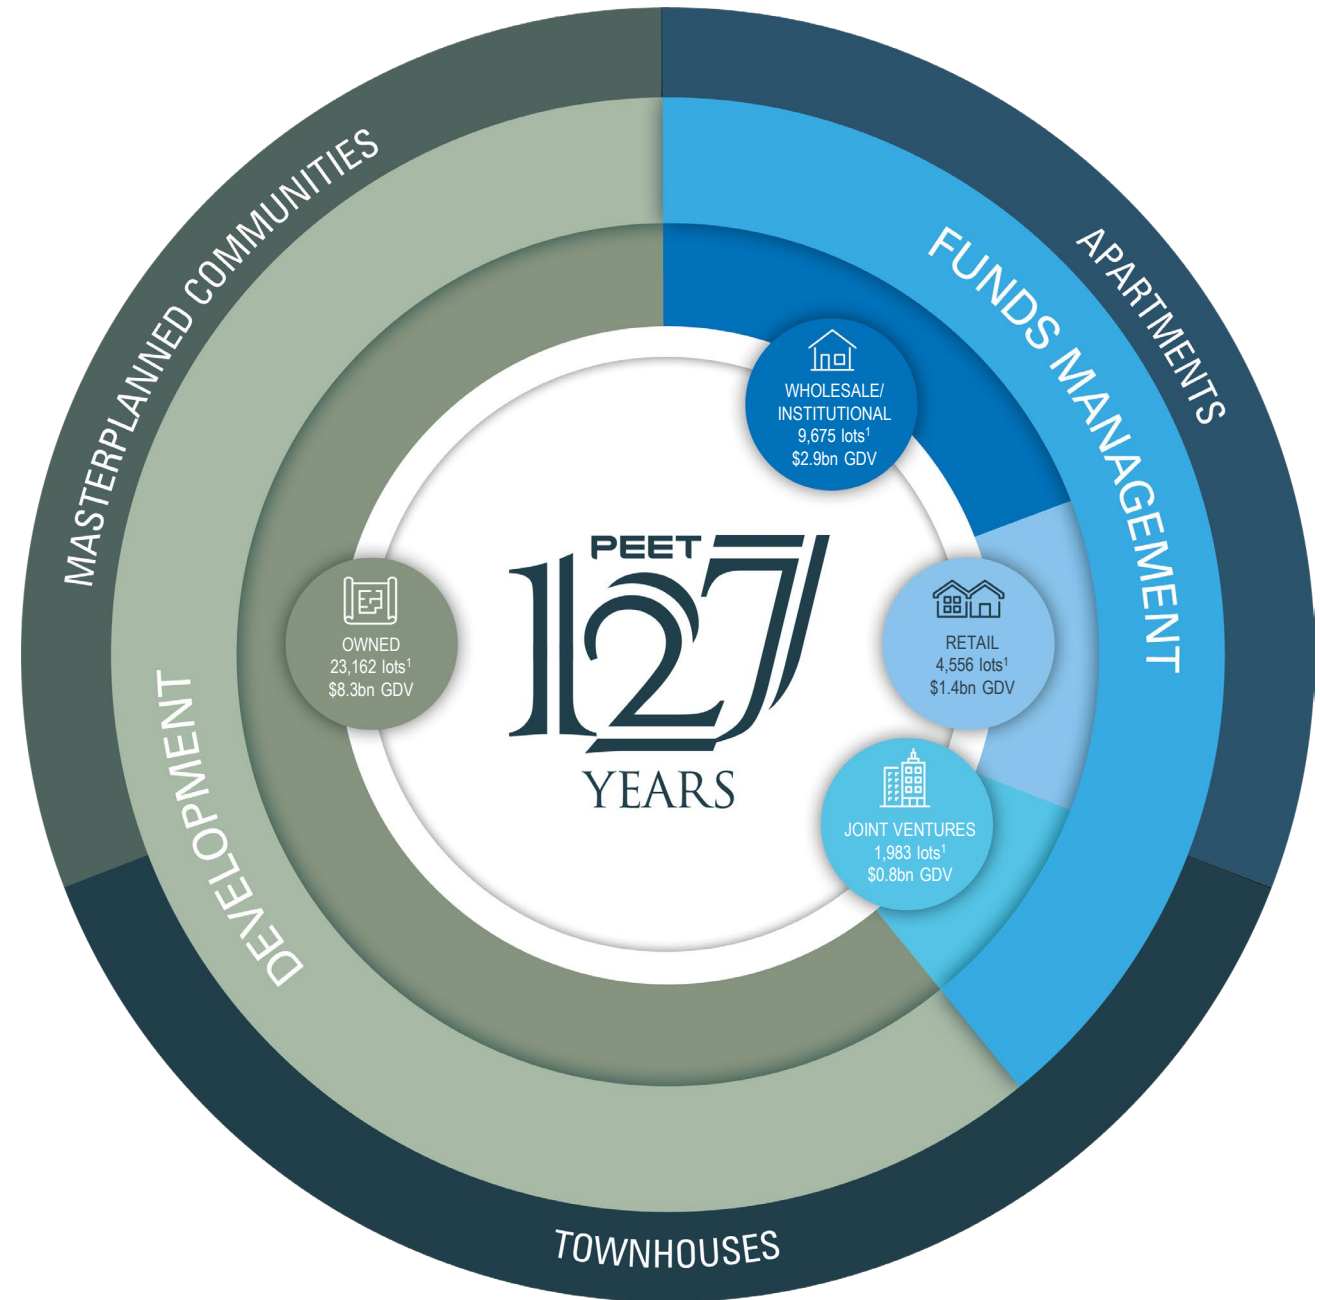 MASTERPLANNED COMMUNITIES
APARTMENTS
FUNDS MANAGEMENT
WHOLESALE/
INSTITUTIONAL
9,675 lots¹
$2.9bn GDV
PEET
127
YEARS
OWNED
23,162 lots¹
$8.3bn GDV
RETAIL
4,556 lots¹
$1.4bn GDV
JOINT VENTURES
1,983 lots¹
$0.8bn GDV
DEVELOPMENT
TOWNHOUSES